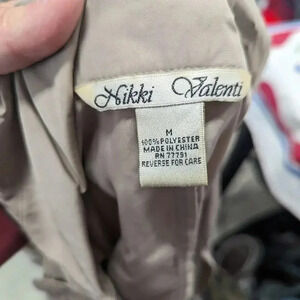 Nikki Valenti
M
100% POLYESTER
MADE IN CHINA
RN 77791
REVERSE FOR CARE